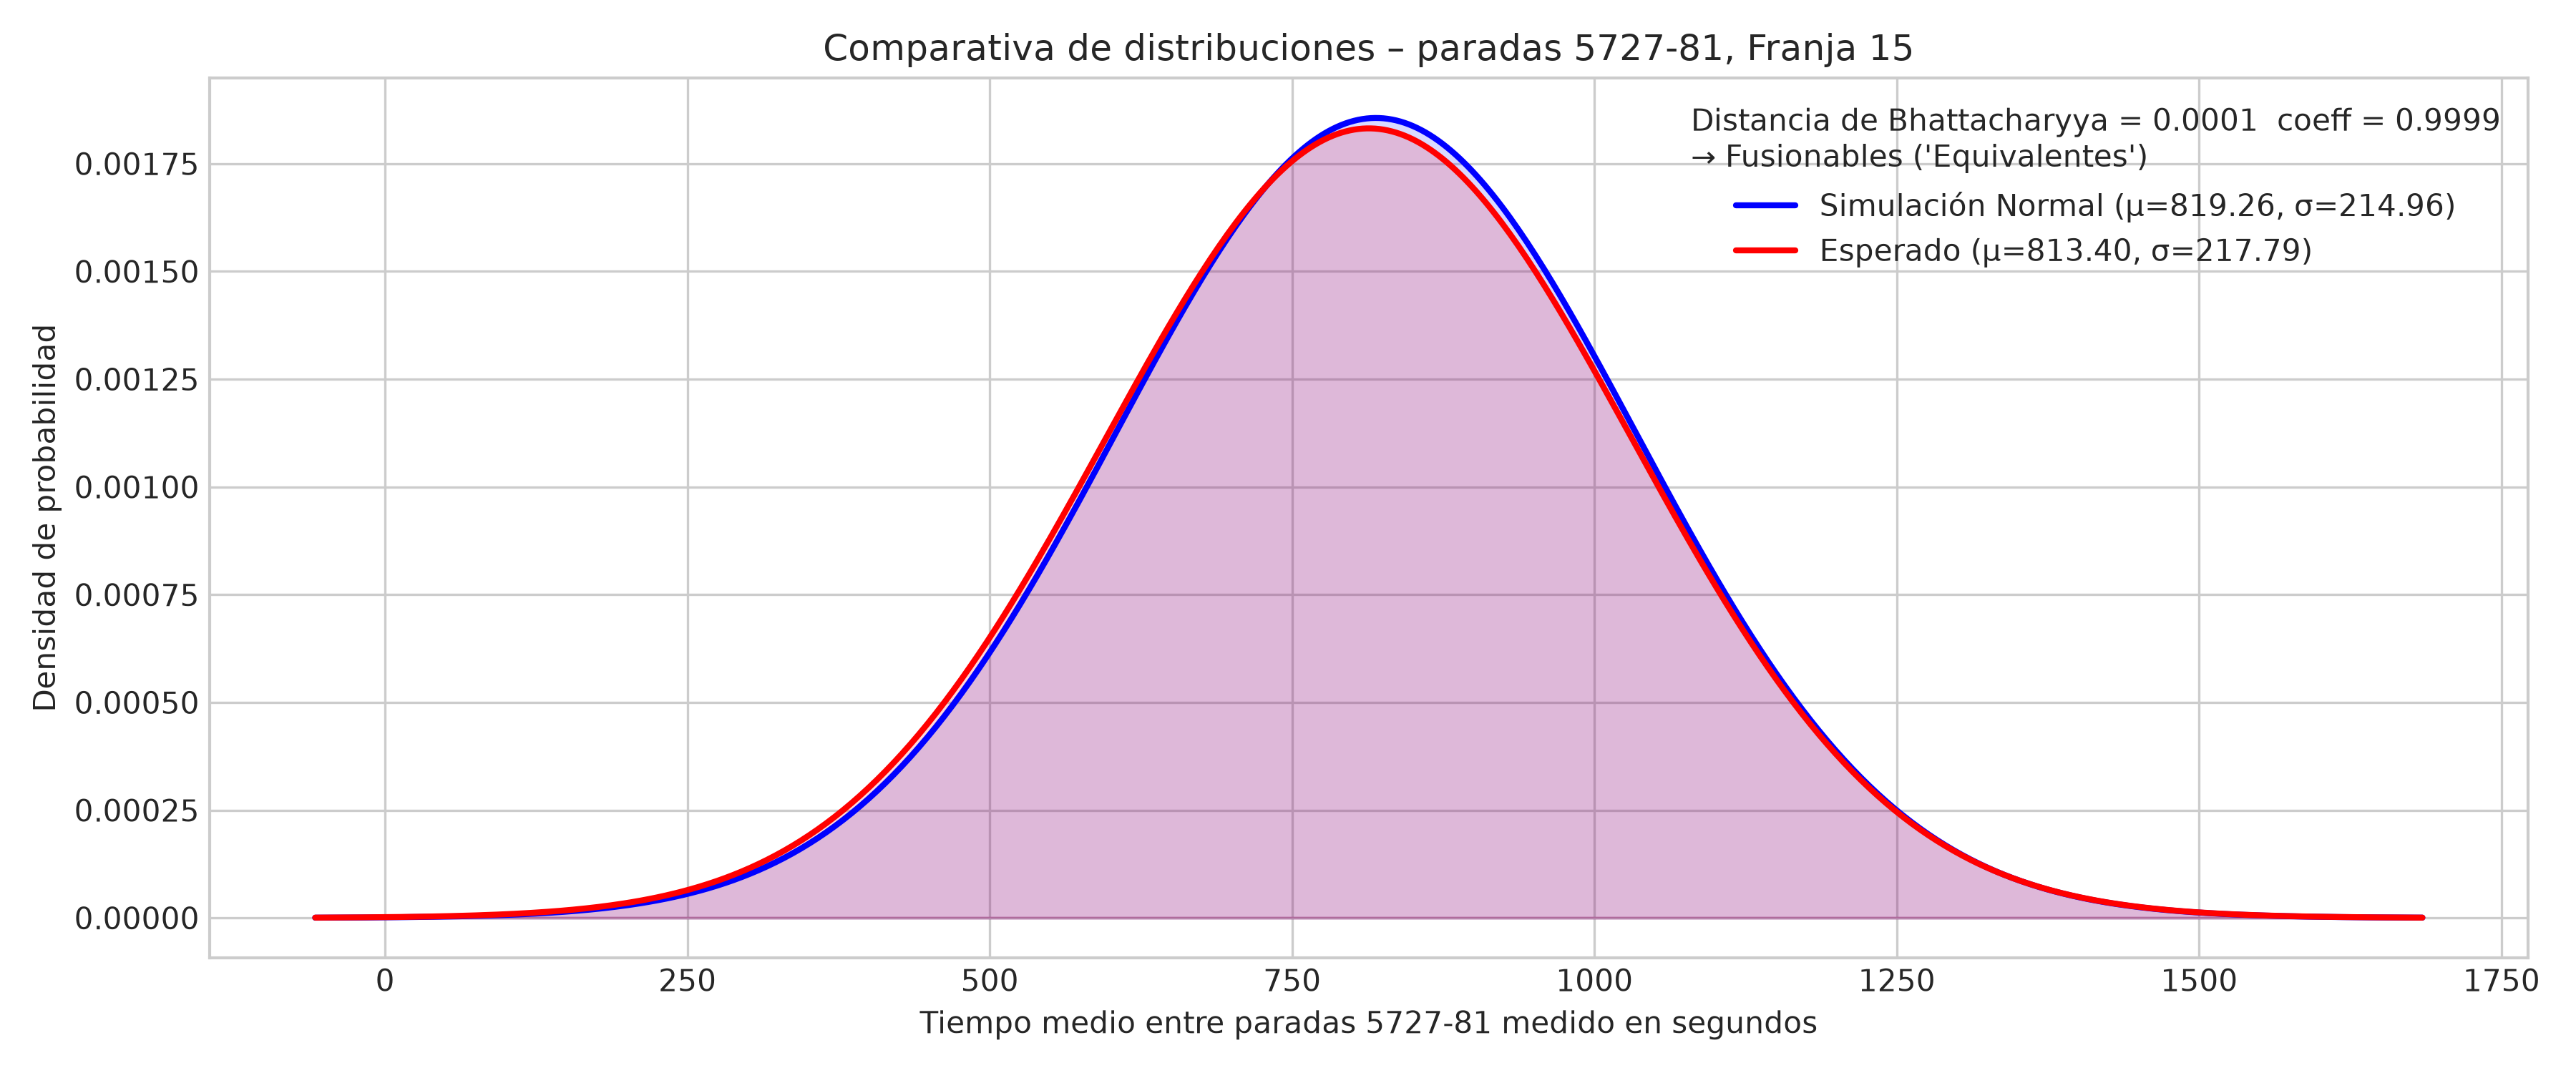 Comparativa de distribuciones – paradas 5727-81, Franja 15
Distancia de Bhattacharyya = 0.0001  coeff = 0.9999
→ Fusionables ('Equivalentes')
Simulación Normal (μ=819.26, σ=214.96)
Esperado (μ=813.40, σ=217.79)
Densidad de probabilidad
0.00175
0.00150
0.00125
0.00100
0.00075
0.00050
0.00025
0.00000
0 250 500 750 1000 1250 1500 1750
Tiempo medio entre paradas 5727-81 medido en segundos